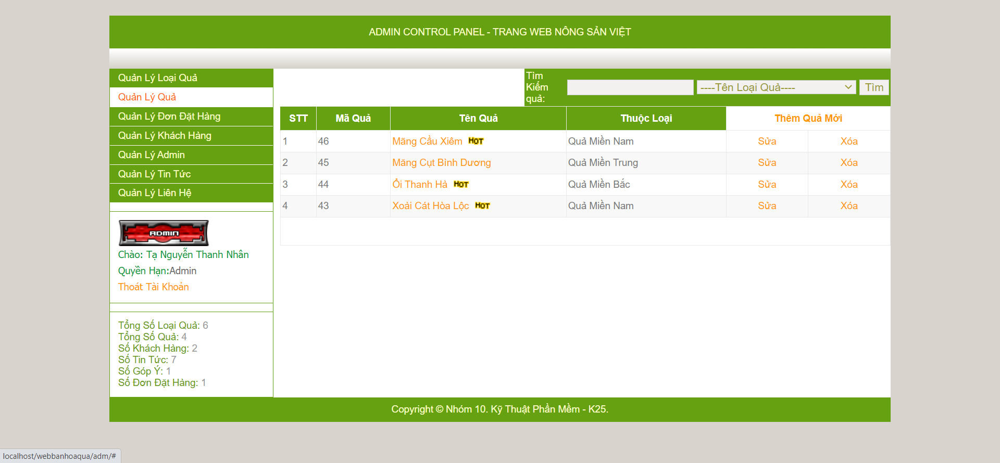 ADMIN CONTROL PANEL - TRANG WEB NÔNG SẢN VIỆT
Quản Lý Loại Quả
Quản Lý Quả
Quản Lý Đơn Đặt Hàng
Quản Lý Khách Hàng
Quản Lý Admin
Quản Lý Tin Tức
Quản Lý Liên Hệ
ADMIN
Chào: Tạ Nguyễn Thanh Nhân
Quyền Hạn:Admin
Thoát Tài Khoản
Tổng Số Loại Quả: 6
Tổng Số Quả: 4
Số Khách Hàng: 2
Số Tin Tức: 7
Số Góp Ý: 1
Số Đơn Đặt Hàng: 1
Tìm
Kiếm
quả:
----Tên Loại Quả---- Tìm
STT Mã Quả Tên Quả Thuộc Loại Thêm Quả Mới
1 46 Mãng Cầu Xiêm HOT Quả Miền Nam Sửa Xóa
2 45 Măng Cụt Bình Dương Quả Miền Trung Sửa Xóa
3 44 Ổi Thanh Hà HOT Quả Miền Bắc Sửa Xóa
4 43 Xoài Cát Hòa Lộc HOT Quả Miền Nam Sửa Xóa
Copyright © Nhóm 10. Kỹ Thuật Phần Mềm - K25.
localhost/webbanhoaqua/adm/#